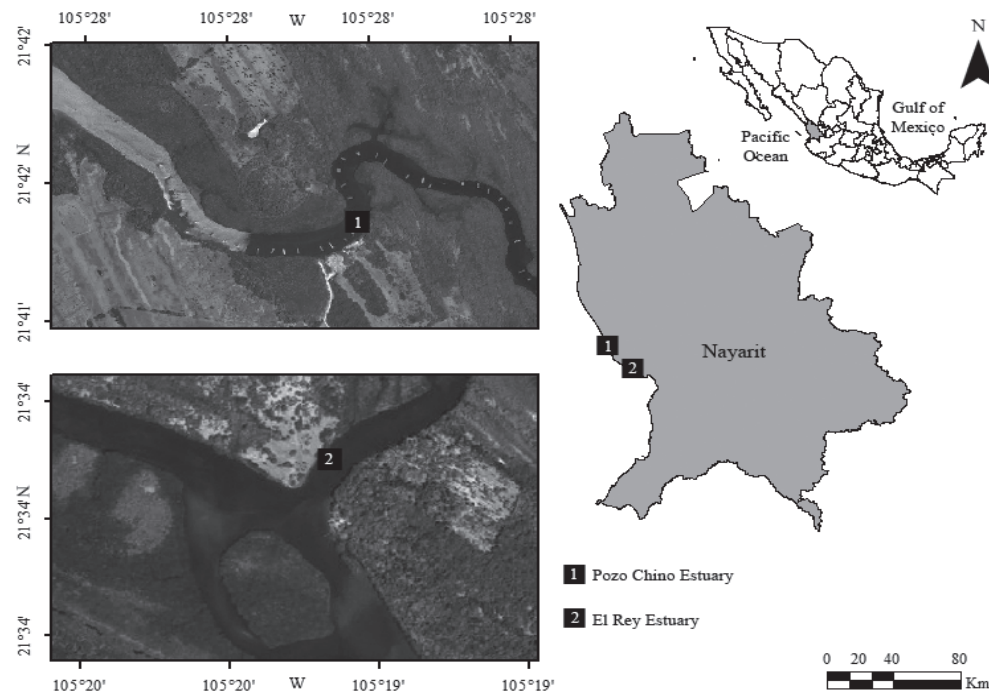 105°28' 105°28' W 105°28' 105°28'
21°42'
21°42' N
21°41'
1
21°34'
21°34' N
21°34'
2
105°20' 105°20' W 105°19' 105°19'
N
Gulf of
Mexico
Pacific
Ocean
1
2
Nayarit
1 Pozo Chino Estuary
2 El Rey Estuary
0 20 40 80
Km